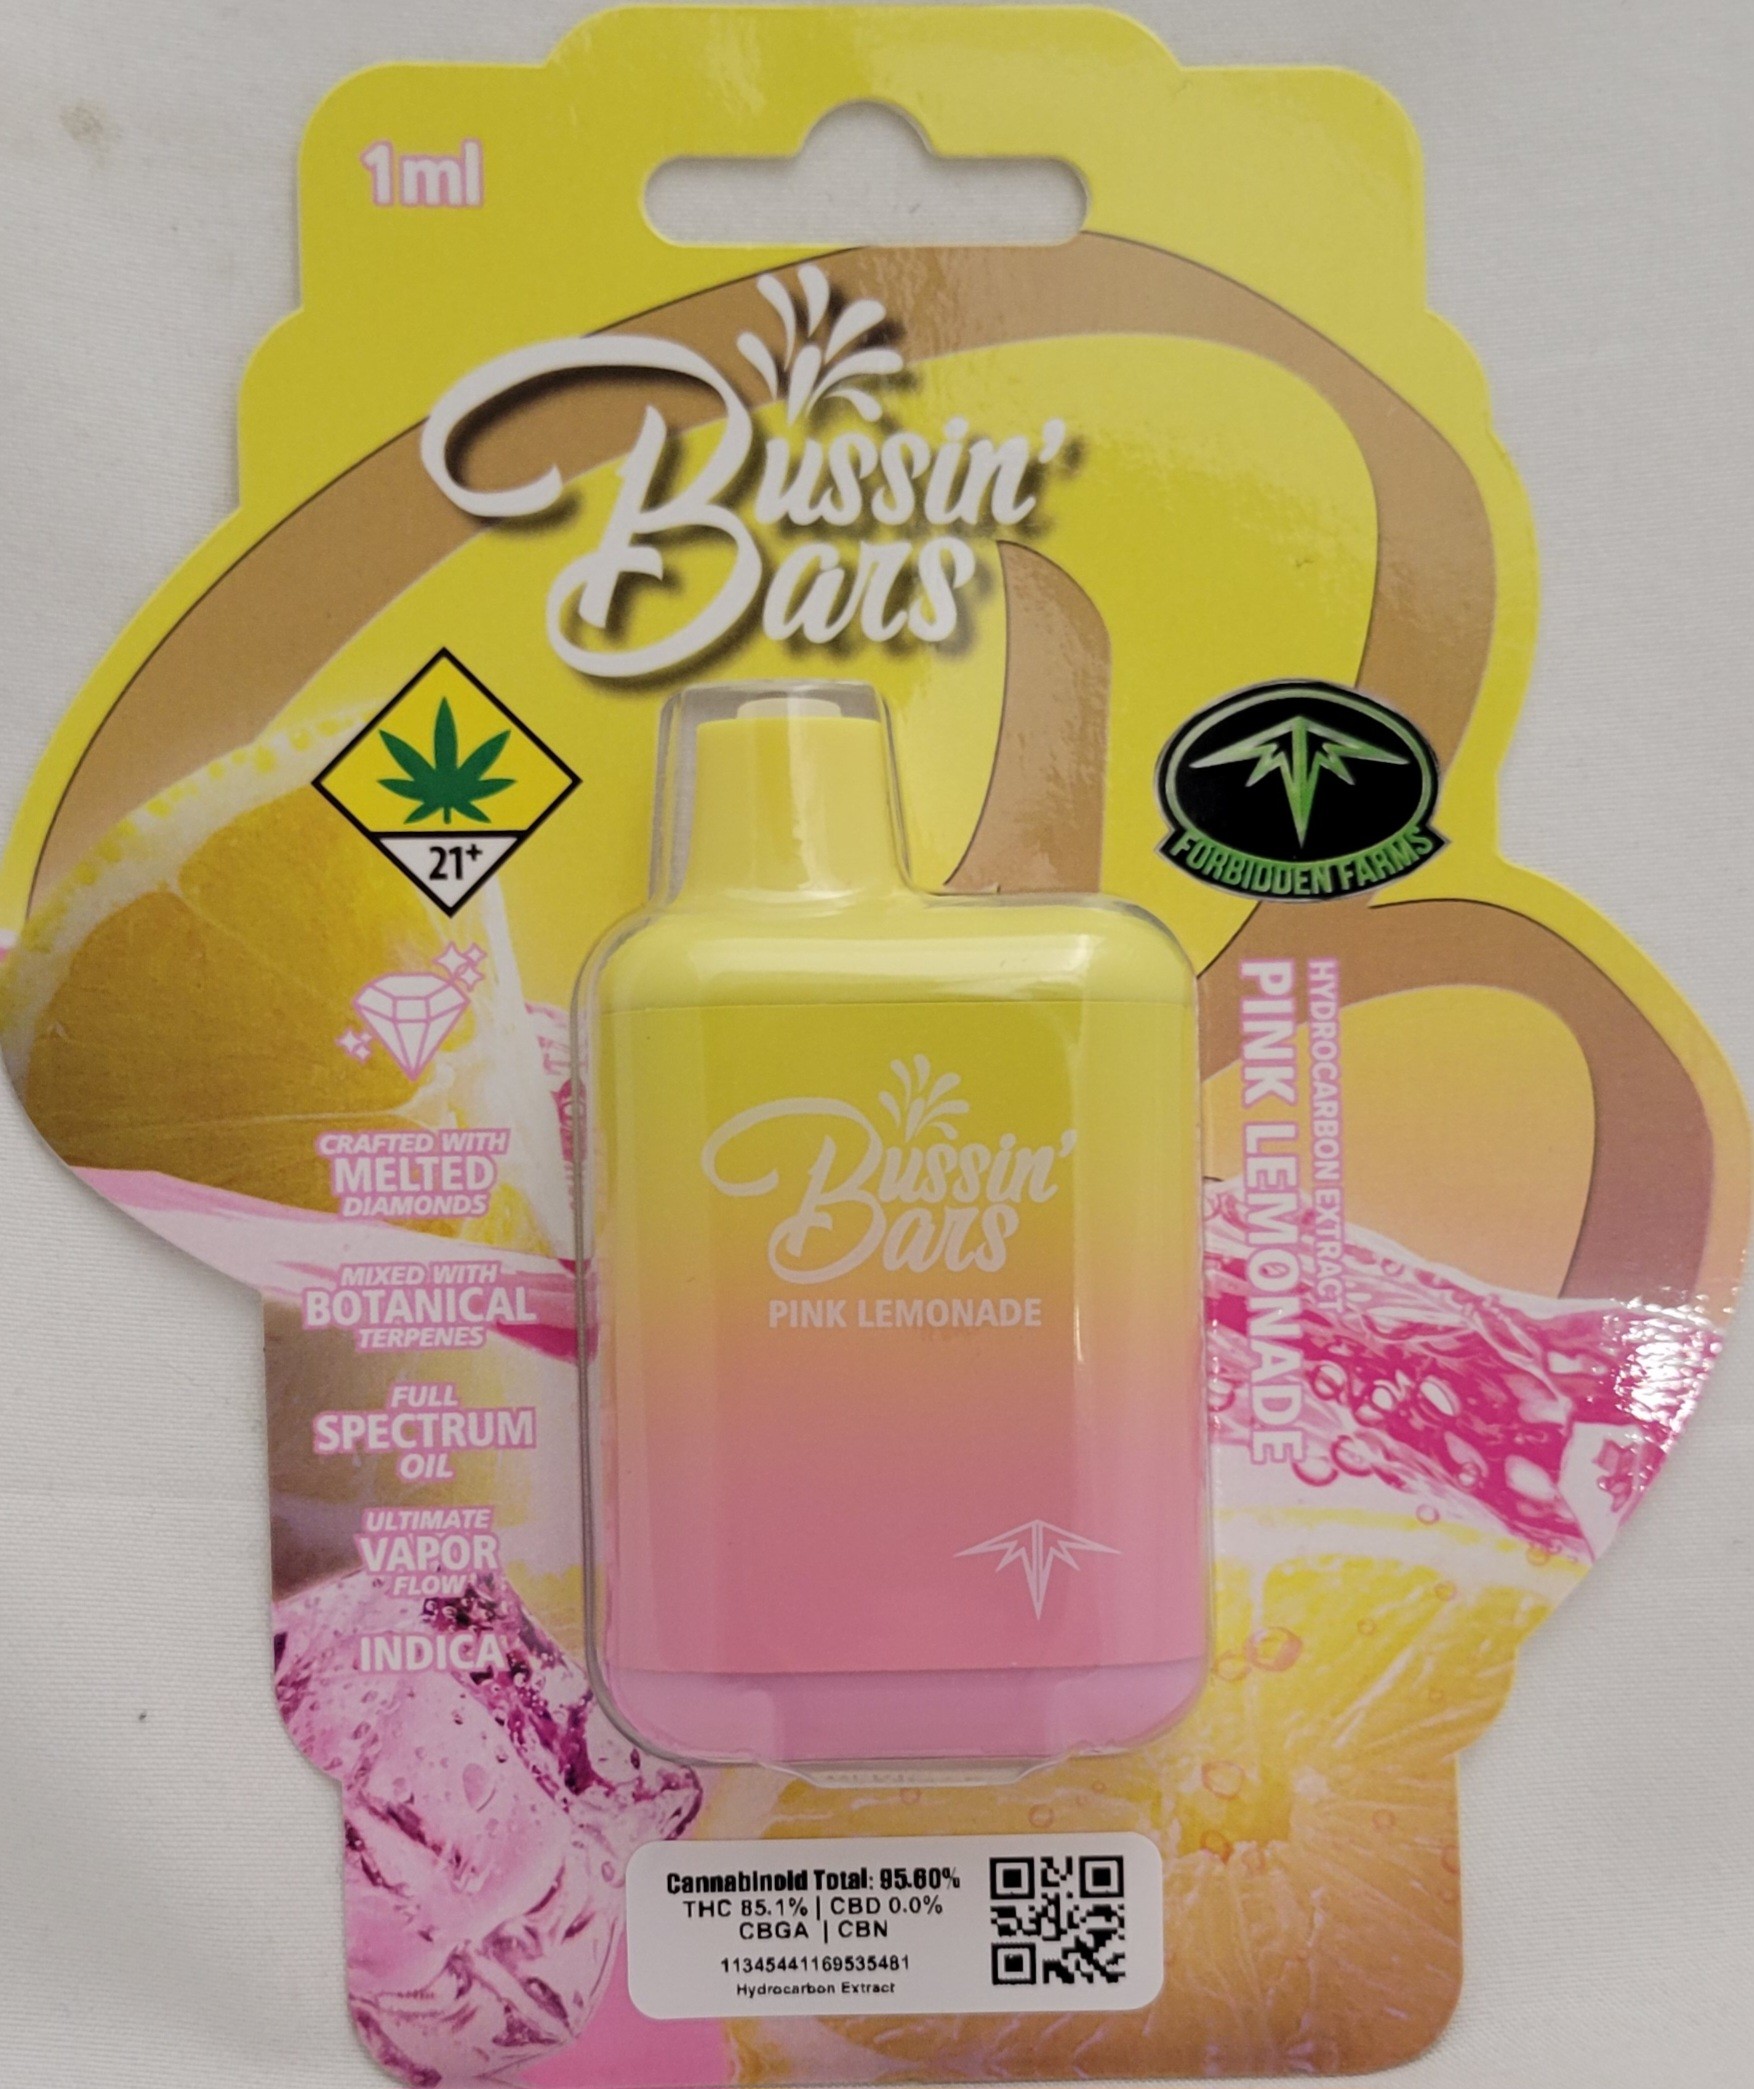 1ml
Bussin'
Bars
21+
FORBIDDEN FARMS
CRAFTED WITH
MELTED
DIAMONDS
MIXED WITH
BOTANICAL
TERPENES
FULL
SPECTRUM
OIL
ULTIMATE
VAPOR
FLOW
INDICA
Bussin'
Bars
PINK LEMONADE
HYDROCARBON EXTRACT
PINK LEMONADE
Cannabinoid Total: 95.60%
THC 85.1% | CBD 0.0%
CBGA | CBN
11345441169535481
Hydrocarbon Extract